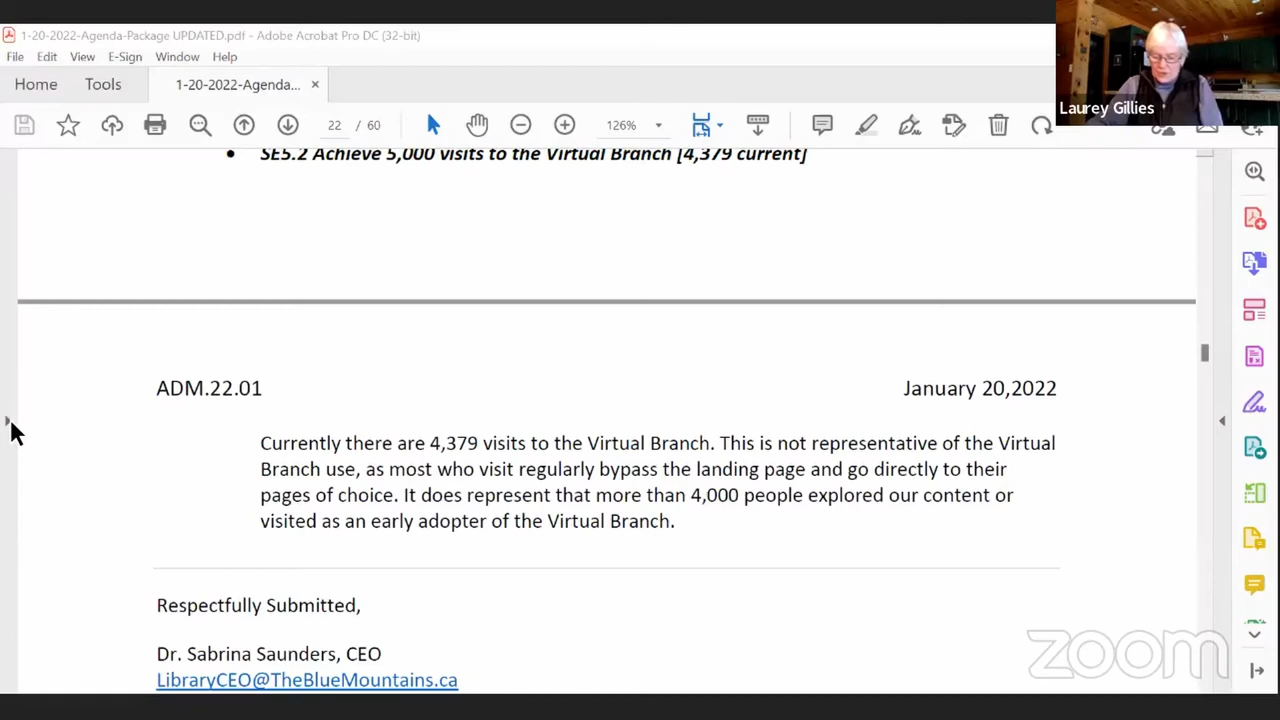 1-20-2022-Agenda-Package UPDATED.pdf - Adobe Acrobat Pro DC (32-bit)
File Edit View E-Sign Window Help
Home Tools 1-20-2022-Agenda... ×
22 / 60 126%
Laurey Gillies
• SE5.2 Achieve 5,000 visits to the Virtual Branch [4,379 current]
ADM.22.01 January 20,2022
Currently there are 4,379 visits to the Virtual Branch. This is not representative of the Virtual
Branch use, as most who visit regularly bypass the landing page and go directly to their
pages of choice. It does represent that more than 4,000 people explored our content or
visited as an early adopter of the Virtual Branch.
Respectfully Submitted,
Dr. Sabrina Saunders, CEO
LibraryCEO@TheBlueMountains.ca
zoom